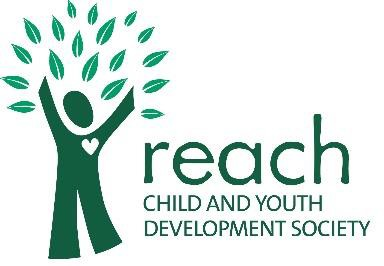 reach
CHILD AND YOUTH
DEVELOPMENT SOCIETY